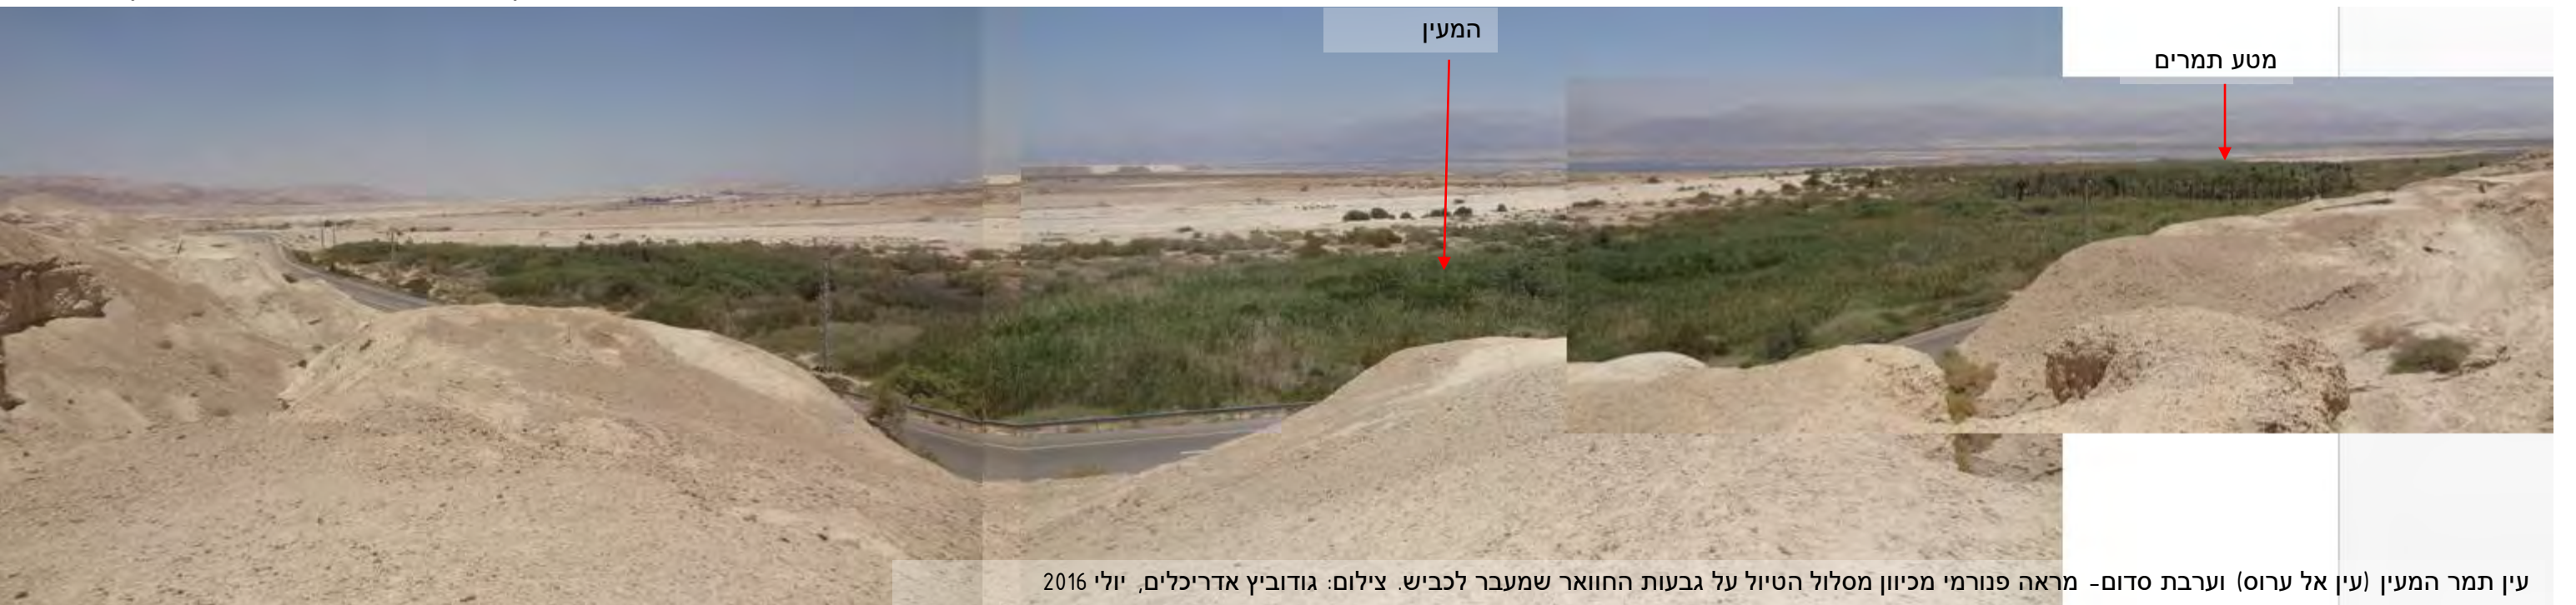 המעין
מטע תמרים
עין תמר המעין (עין אל ערוס) וערבת סדום- מראה פנורמי מכיוון מסלול הטיול על גבעות החוואר שמעבר לכביש. צילום: גודוביץ אדריכלים, יולי 2016